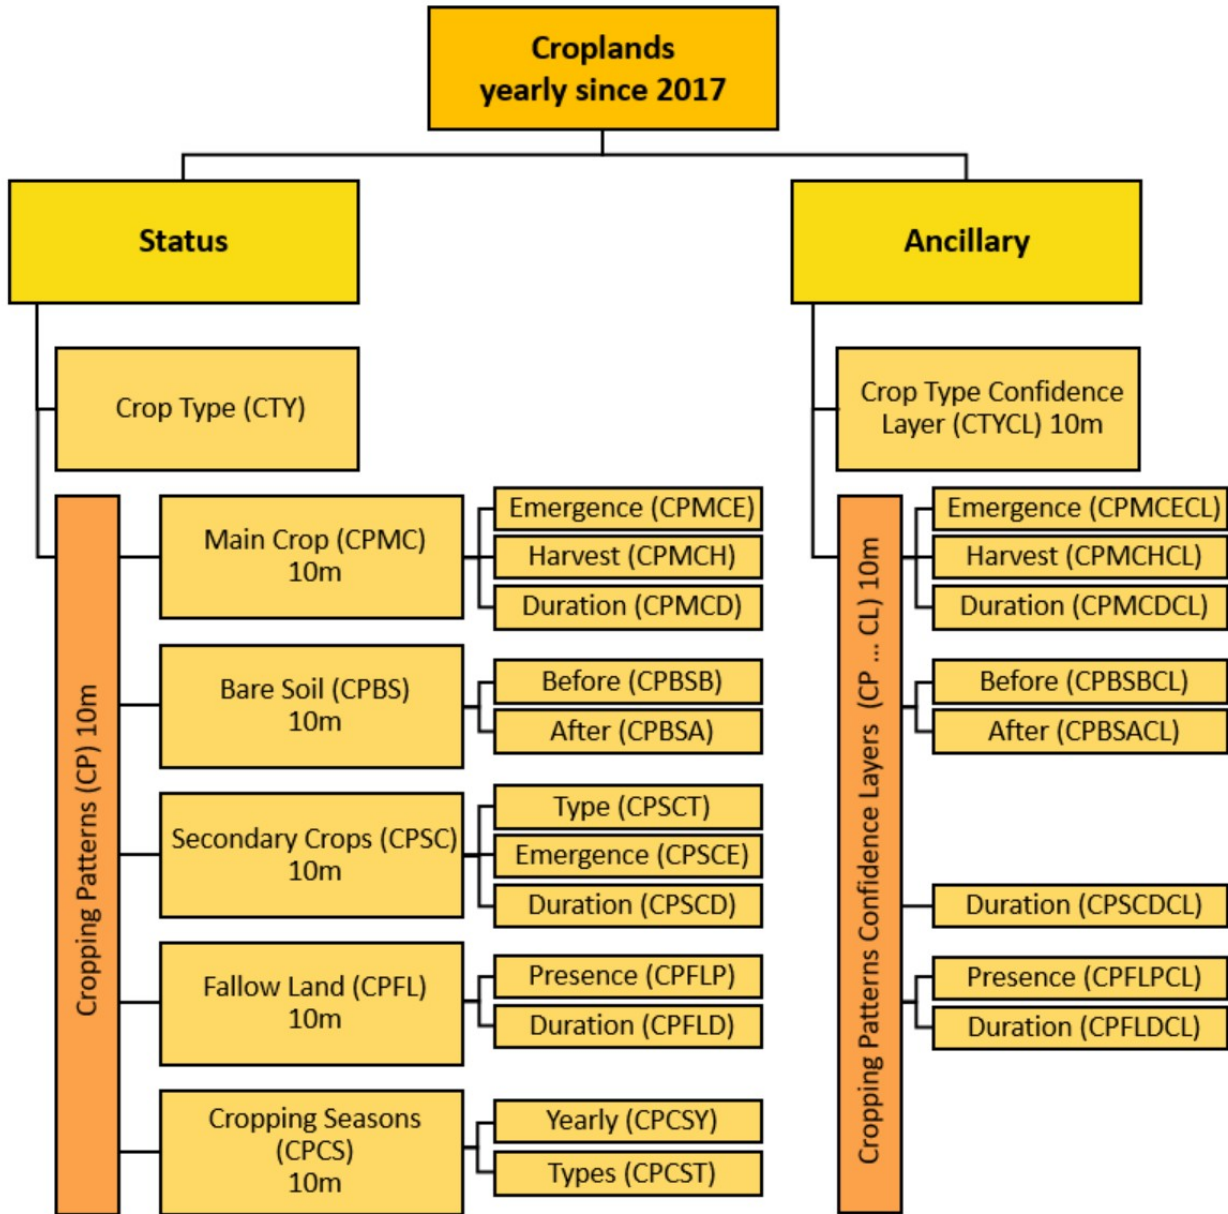 Croplands
yearly since 2017
Status
Crop Type (CTY)
Cropping Patterns (CP) 10m
Main Crop (CPMC)
10m
Emergence (CPMCE)
Harvest (CPMCH)
Duration (CPMCD)
Bare Soil (CPBS)
10m
Before (CPBSB)
After (CPBSA)
Secondary Crops (CPSC)
10m
Type (CPSCT)
Emergence (CPSCE)
Duration (CPSCD)
Fallow Land (CPFL)
10m
Presence (CPFLP)
Duration (CPFLD)
Cropping Seasons
(CPCS)
10m
Yearly (CPCSY)
Types (CPCST)
Ancillary
Crop Type Confidence
Layer (CTYCL) 10m
Cropping Patterns Confidence Layers (CP ... CL) 10m
Emergence (CPMCECL)
Harvest (CPMCHCL)
Duration (CPMCDCL)
Before (CPBSBCL)
After (CPBSACL)
Duration (CPSCDCL)
Presence (CPFLPCL)
Duration (CPFLDCL)